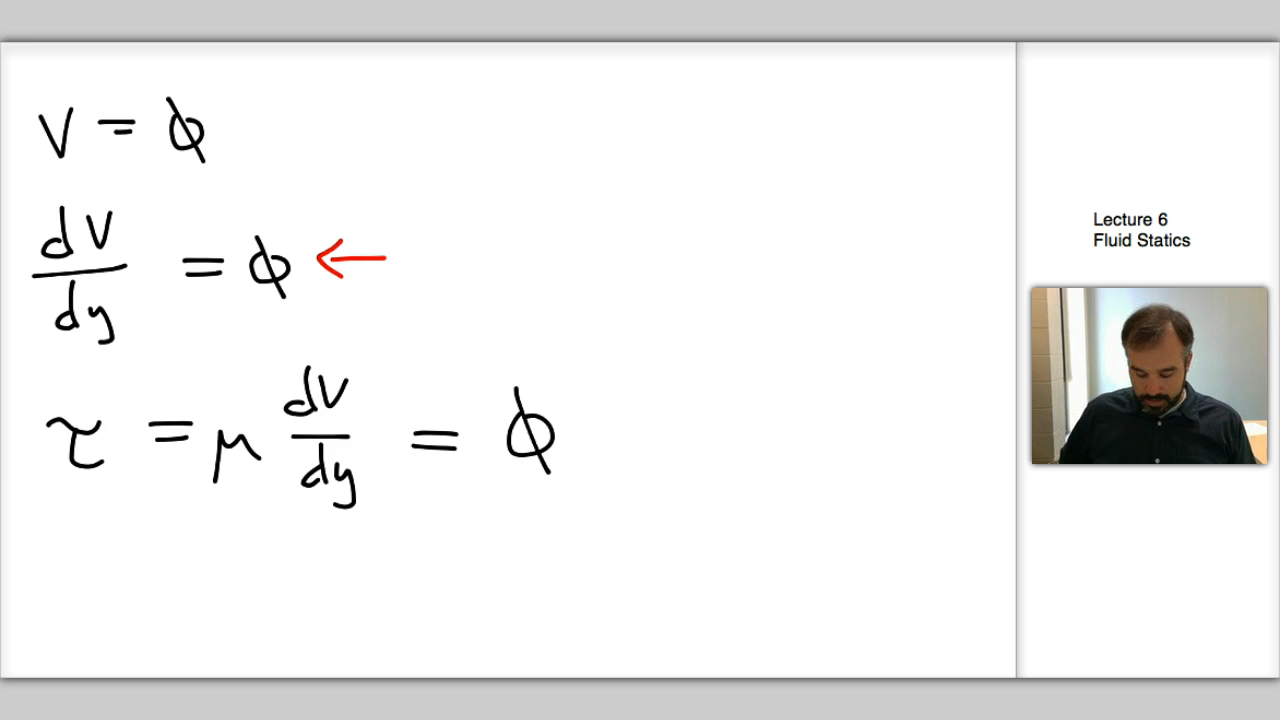 V = ϕ
dV/dy = ϕ ←
τ = μ dV/dy = ϕ
Lecture 6
Fluid Statics